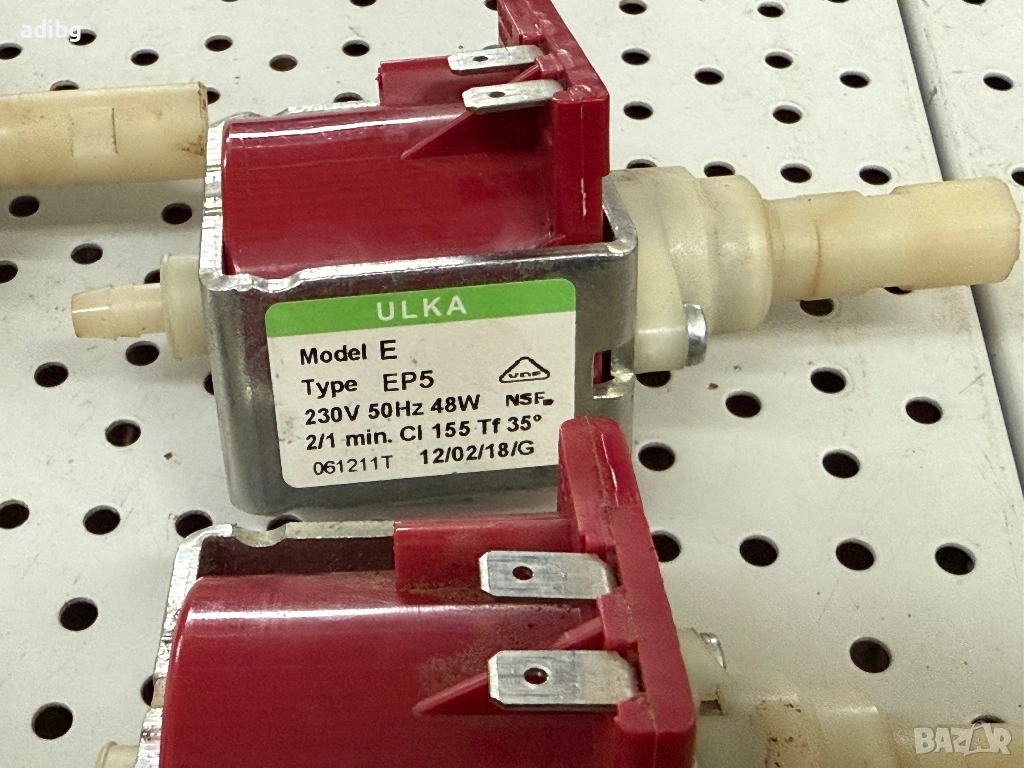 adibg
ULKA
Model E
Type EP5
230V 50Hz 48W NSF.
2/1 min. Cl 155 Tf 35°
061211T 12/02/18/G
BAZAR